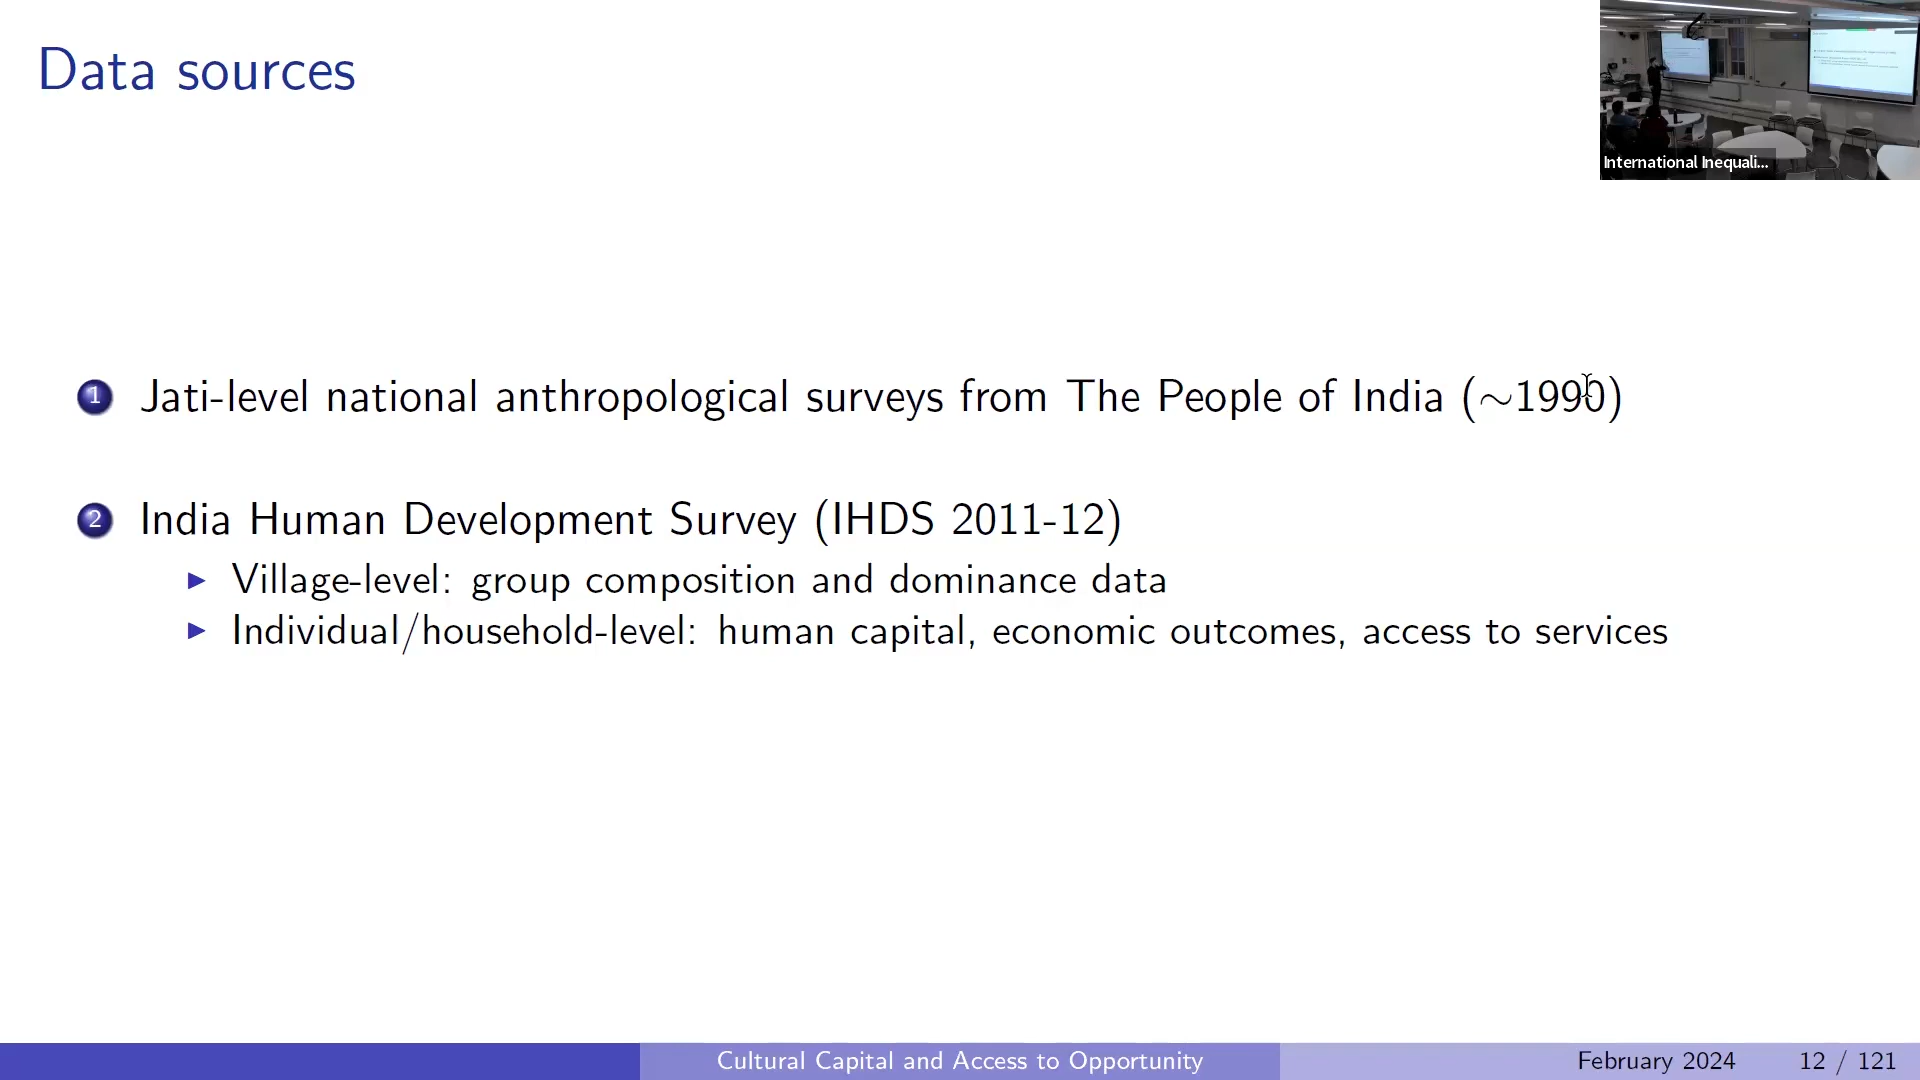 Data sources
International Inequali...
1 Jati-level national anthropological surveys from The People of India (~1990)
2 India Human Development Survey (IHDS 2011-12)
▶ Village-level: group composition and dominance data
▶ Individual/household-level: human capital, economic outcomes, access to services
Cultural Capital and Access to Opportunity February 2024 12 / 121